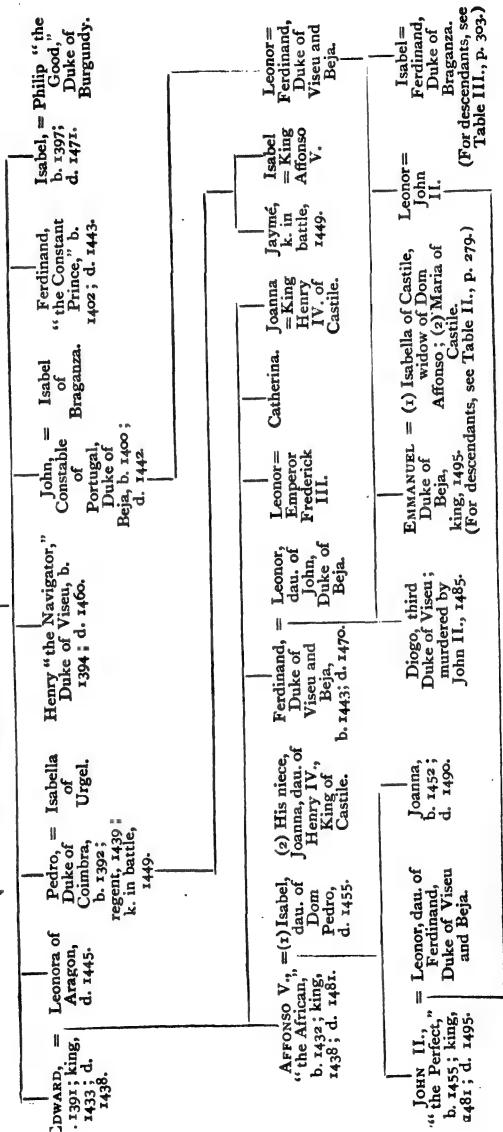 EDWARD,
. 1391; king,
1433; d.
1438.
=
Leonora of
Aragon,
d. 1445.
Pedro,
Duke of
Coimbra,
b. 1392;
regent, 1439;
k. in battle,
1449.
=
Isabella
of
Urgel.
Henry "the Navigator,"
Duke of Viseu, b.
1394; d. 1460.
John,
Constable
of
Portugal,
Duke of
Beja, b. 1400;
d. 1442.
=
Isabel
of
Braganza.
Ferdinand,
"the Constant
Prince," b.
1402; d. 1443.
Isabel,
b. 1397;
d. 1471.
=
Philip "the
Good,"
Duke of
Burgundy.
AFFONSO V.,
"the African,"
b. 1432; king,
1438; d. 1481.
=(1) Isabel,
dau. of
Dom
Pedro,
d. 1455.
(2) His niece,
Joanna, dau. of
Henry IV.,
King of
Castile.
Ferdinand,
Duke of
Viseu and
Beja,
b. 1443; d. 1470.
=
Leonor,
dau. of
John,
Duke of
Beja.
Leonor=
Emperor
Frederick
III.
Catherina.
Joanna
=King
Henry
IV. of
Castile.
Jaymé,
k. in
battle,
1449.
Isabel
=King
Affonso
V.
Leonor=
Ferdinand,
Duke of
Viseu and
Beja.
JOHN II.,
"the Perfect,"
b. 1455; king,
1481; d. 1495.
=
Leonor, dau. of
Ferdinand,
Duke of Viseu
and Beja.
Joanna,
b. 1452;
d. 1490.
Diogo, third
Duke of Viseu;
murdered by
John II., 1485.
EMMANUEL
Duke of
Beja,
king, 1495.
= (1) Isabella of Castile,
widow of Dom
Affonso; (2) Maria of
Castile.
(For descendants, see Table II., p. 279.)
Leonor=
John
II.
Isabel=
Ferdinand,
Duke of
Braganza.
(For descendants, see
Table III., p. 303.)